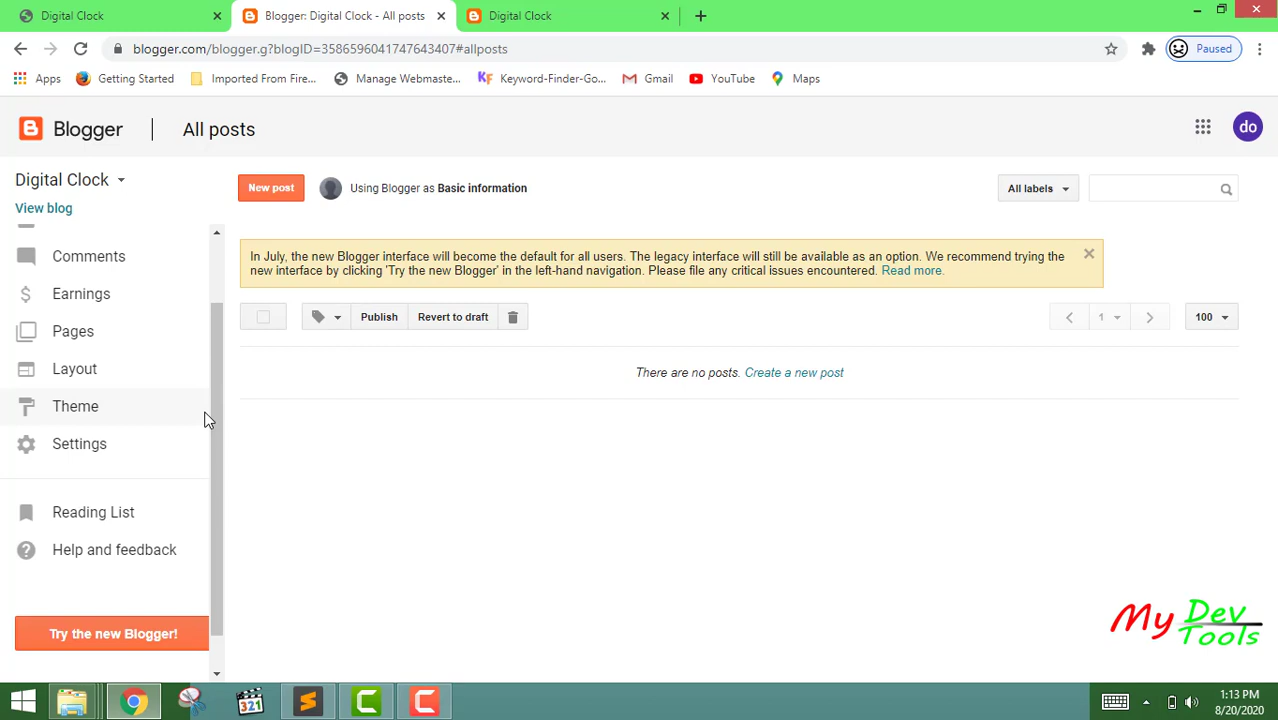 Digital Clock
Blogger: Digital Clock - All posts
Digital Clock
blogger.com/blogger.g?blogID=3586596041747643407#allposts
Paused
Apps
Getting Started
Imported From Fire...
Manage Webmaste...
Keyword-Finder-Go...
Gmail
YouTube
Maps
Blogger
All posts
do
Digital Clock
View blog
New post
Using Blogger as Basic information
All labels
Comments
Earnings
Pages
Layout
Theme
Settings
Reading List
Help and feedback
Try the new Blogger!
In July, the new Blogger interface will become the default for all users. The legacy interface will still be available as an option. We recommend trying the
new interface by clicking 'Try the new Blogger' in the left-hand navigation. Please file any critical issues encountered. Read more.
Publish
Revert to draft
1
100
There are no posts. Create a new post
My Dev
Tools
321
1:13 PM
8/20/2020